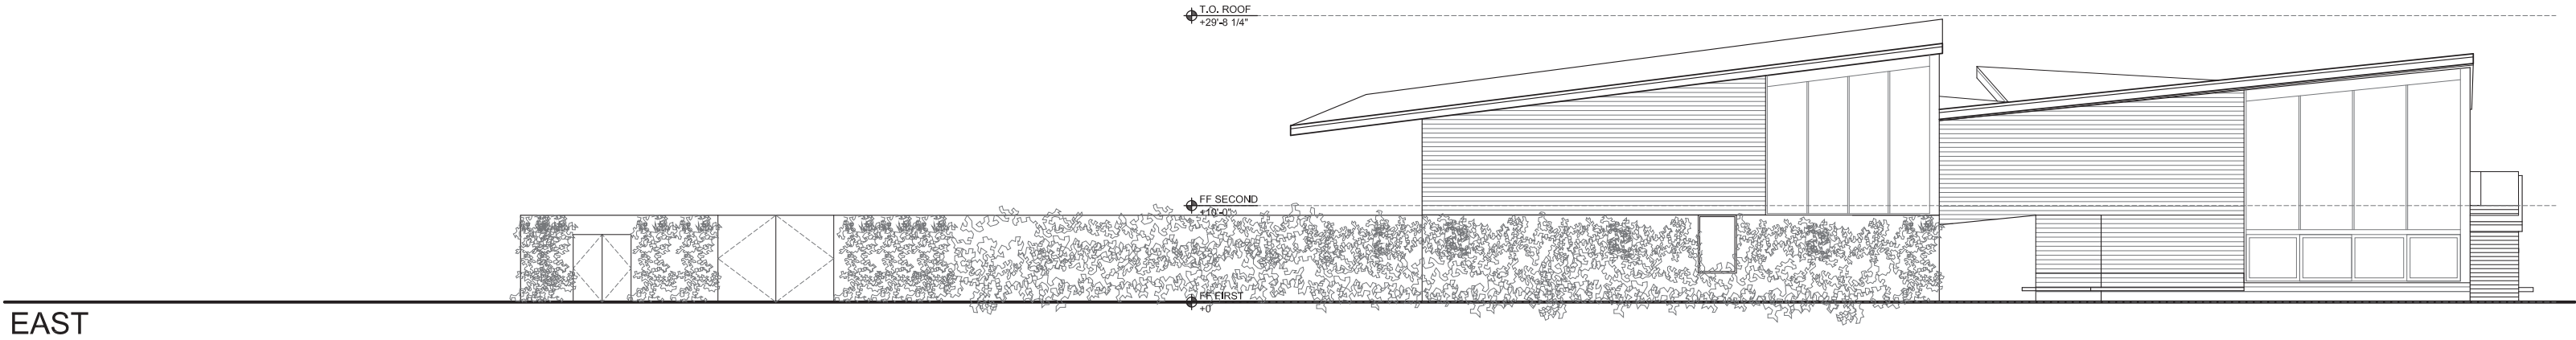 T.O. ROOF
+29'-8 1/4"
FF SECOND
+10'-0"
FF FIRST
+0
EAST